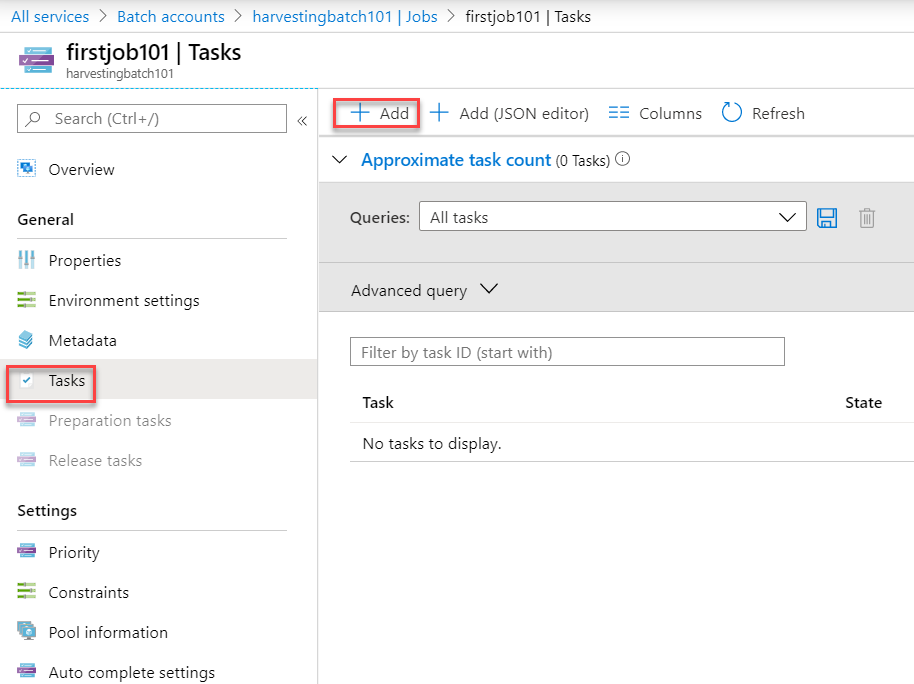 All services > Batch accounts > harvestingbatch101 | Jobs > firstjob101 | Tasks
firstjob101 | Tasks
harvestingbatch101
Search (Ctrl+/)
«
Overview
General
Properties
Environment settings
Metadata
Tasks
Preparation tasks
Release tasks
Settings
Priority
Constraints
Pool information
Auto complete settings
+ Add + Add (JSON editor) Columns Refresh
Approximate task count (0 Tasks)
Queries: All tasks
Advanced query
Filter by task ID (start with)
Task State
No tasks to display.